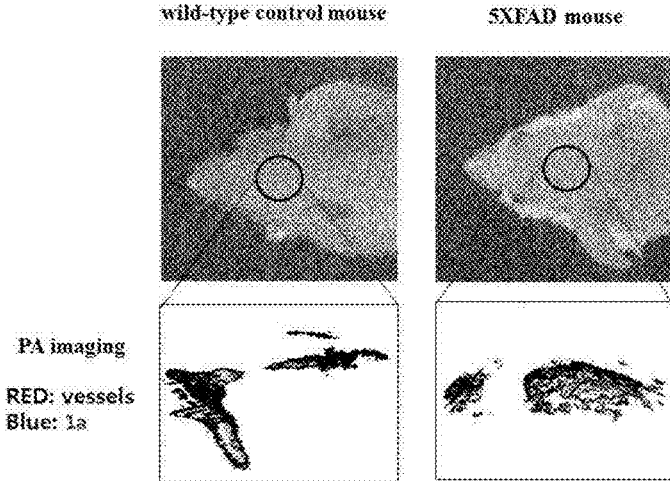 wild-type control mouse
5XFAD mouse
PA imaging
RED: vessels
Blue: 1a